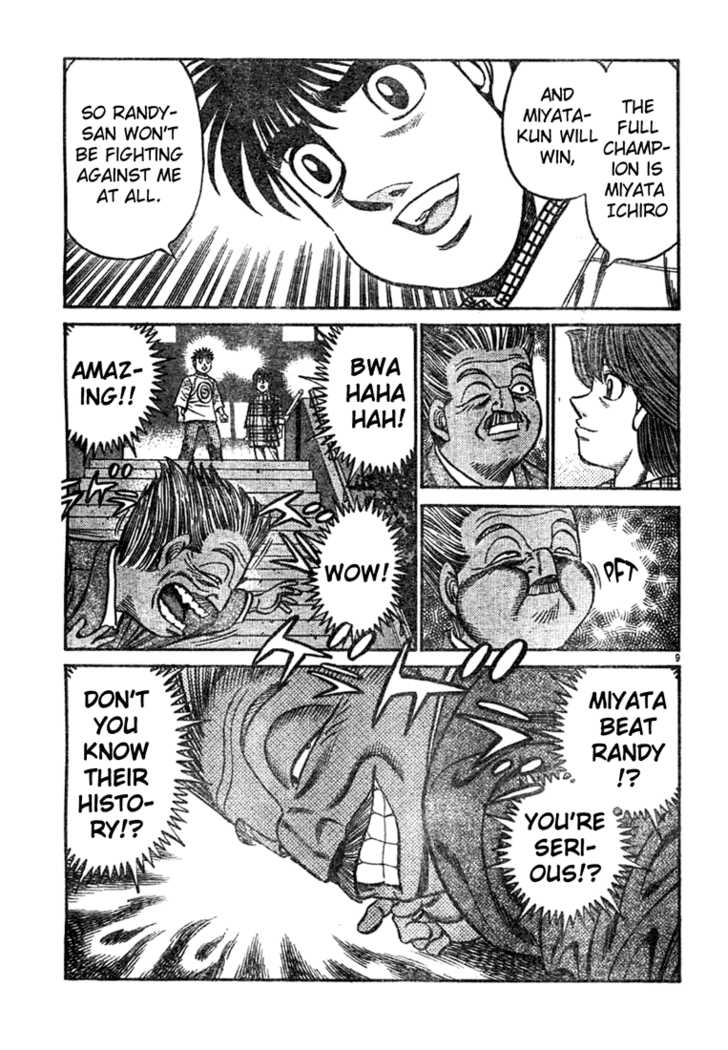 THE
FULL
CHAMP-
ION IS
MIYATA
ICHIRO
AND
MIYATA-
KUN WILL
WIN,
SO RANDY-
SAN WON'T
BE FIGHTING
AGAINST ME
AT ALL.
PFT
BWA
HAHA
HAH!
AMAZ-
ING!!
WOW!
9
MIYATA
BEAT
RANDY
!?
YOU'RE
SERI-
OUS!?
DON'T
YOU
KNOW
THEIR
HISTO-
RY!?